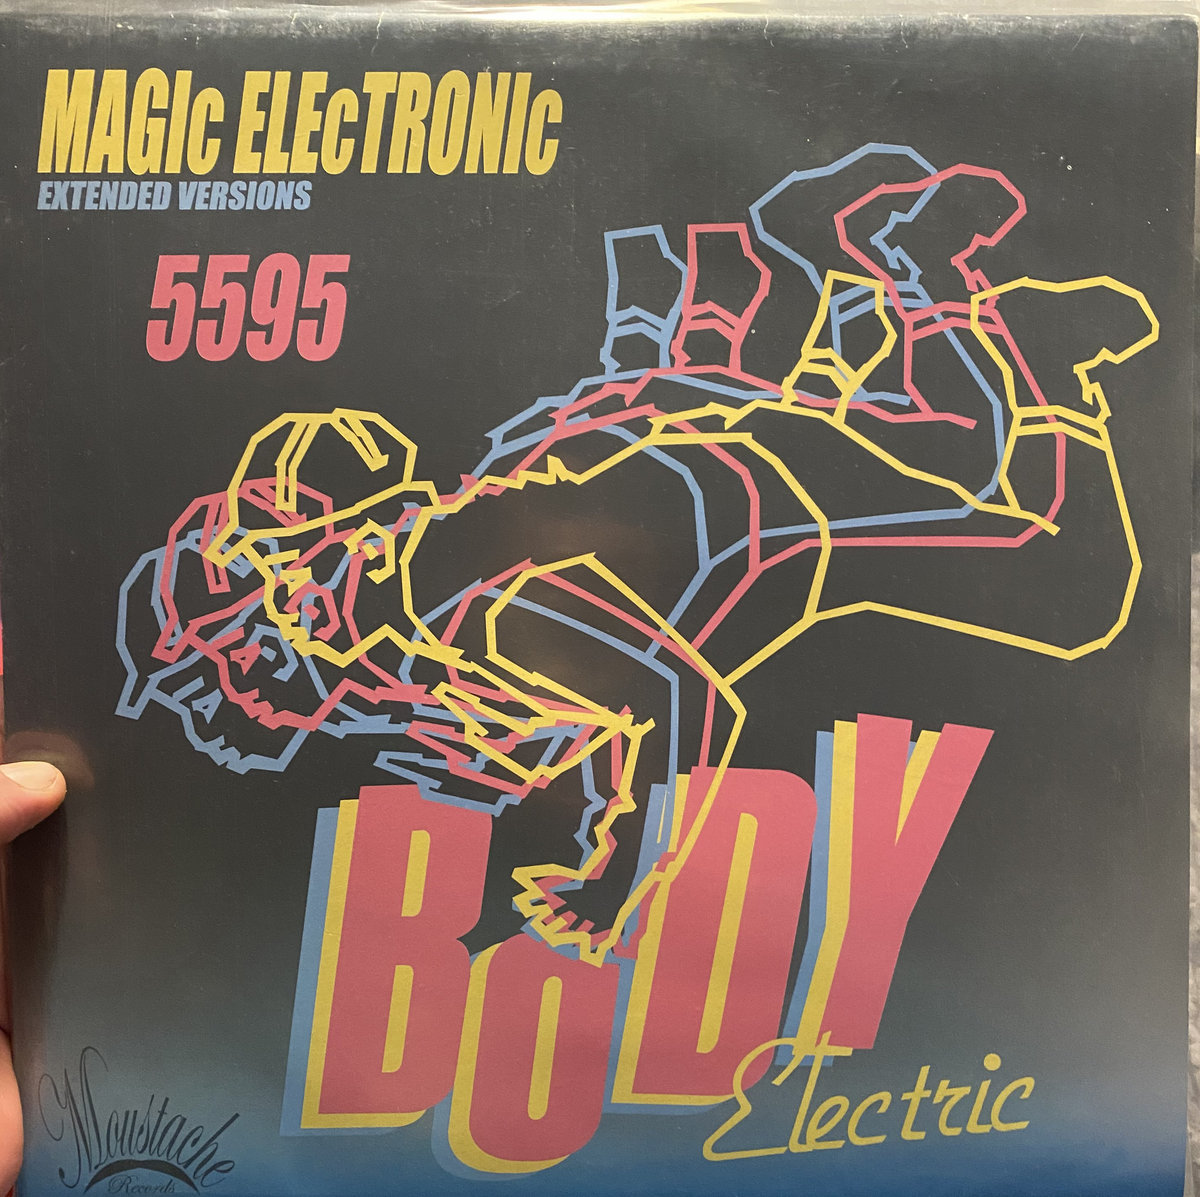 MAGIc ELEcTRONIc
EXTENDED VERSIONS
5595
BoDY
Electric
Moustache
Records